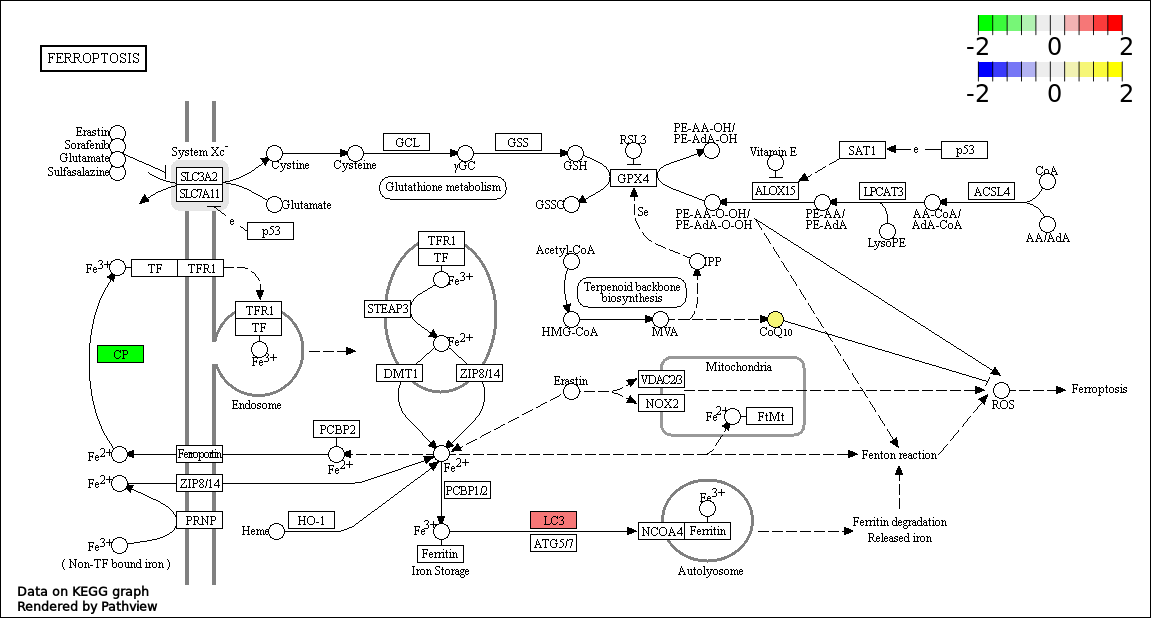 -2 0 2
-2 0 2
FERROPTOSIS
Erastin
Sorafenib
Glutamate
Sulfasalazine
System Xc-
SLC3A2
SLC7A11
Cystine
Cysteine
GCL
γGC
GSS
GSH
Glutathione metabolism
Glutamate
e
p53
GSSG
RSL3
GPX4
Se
PE-AA-OH/
PE-AdA-OH
PE-AA-O-OH/
PE-AdA-O-OH
Vitamin E
ALOX15
SAT1
e
p53
PE-AA/
PE-AdA
LPCAT3
LysoPE
AA-CoA/
AdA-CoA
ACSL4
CoA
AA/AdA
Fe3+
TF
TFR1
TFR1
TF
Fe3+
Endosome
CP
TFR1
TF
Fe3+
STEAP3
Fe2+
DMT1
ZIP8/14
Acetyl-CoA
IPP
Terpenoid backbone
biosynthesis
HMG-CoA
MVA
CoQ10
Erastin
VDAC2/3
NOX2
Mitochondria
Fe2+
FtMt
ROS
Ferroptosis
Fe2+
Ferroportin
PCBP2
Fe2+
Fe2+
Fenton reaction
Fe2+
ZIP8/14
PRNP
Fe3+
( Non-TF bound iron )
Heme
HO-1
PCBP1/2
Fe3+
Ferritin
Iron Storage
LC3
ATG5/7
Fe3+
NCOA4
Ferritin
Autolyosome
Ferritin degradation
Released iron
Data on KEGG graph
Rendered by Pathview